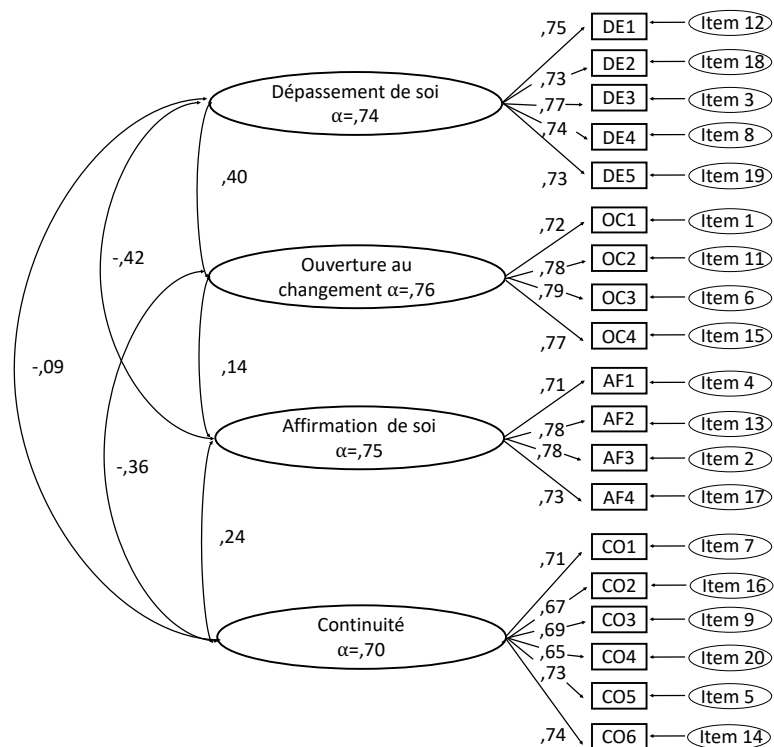 Dépassement de soi
α=,74
Ouverture au
changement α=,76
Affirmation de soi
α=,75
Continuité
α=,70
,40
-,42
,14
-,09
-,36
,24
,75 DE1 Item 12
,73 DE2 Item 18
,77 DE3 Item 3
,74 DE4 Item 8
,73 DE5 Item 19
,72 OC1 Item 1
,78 OC2 Item 11
,79 OC3 Item 6
,77 OC4 Item 15
,71 AF1 Item 4
,78 AF2 Item 13
,78 AF3 Item 2
,73 AF4 Item 17
,71 CO1 Item 7
,67 CO2 Item 16
,69 CO3 Item 9
,65 CO4 Item 20
,73 CO5 Item 5
,74 CO6 Item 14